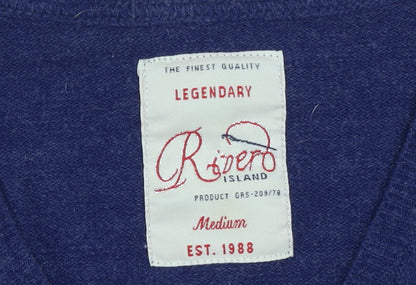 THE FINEST QUALITY
LEGENDARY
River
ISLAND
PRODUCT GRS-209/78
Medium
EST. 1988